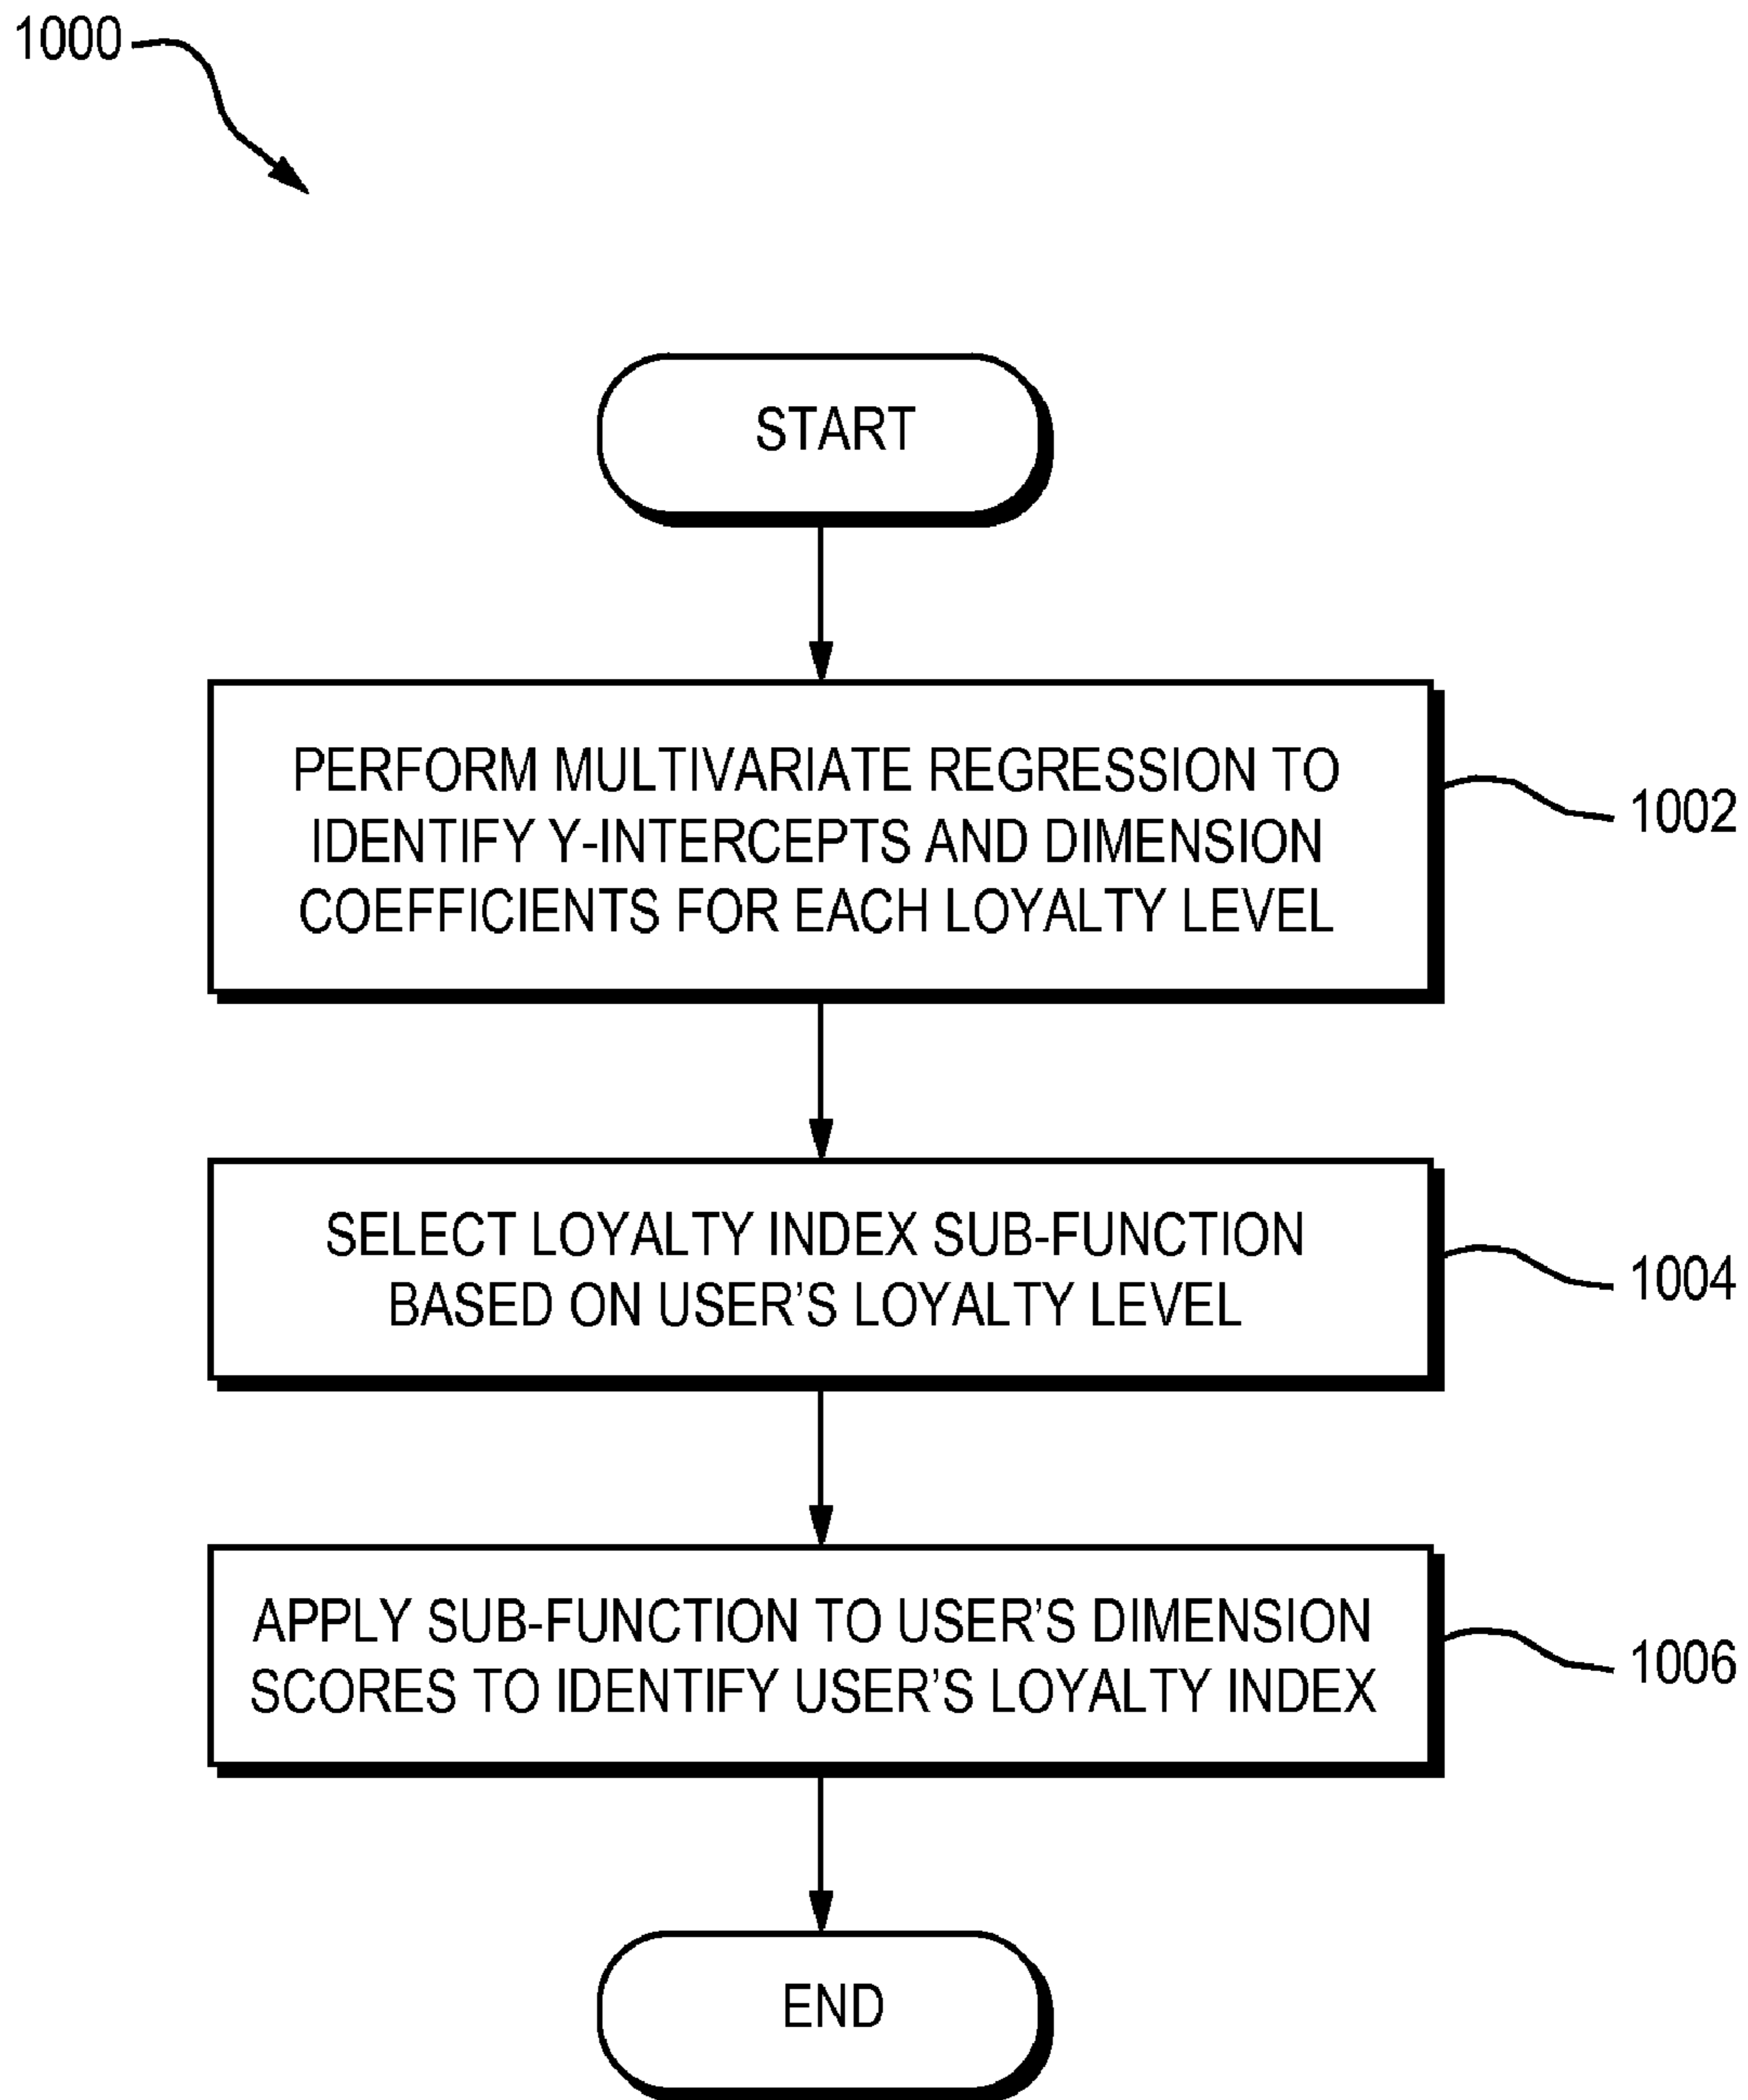 1000
START
PERFORM MULTIVARIATE REGRESSION TO
IDENTIFY Y-INTERCEPTS AND DIMENSION
COEFFICIENTS FOR EACH LOYALTY LEVEL
1002
SELECT LOYALTY INDEX SUB-FUNCTION
BASED ON USER'S LOYALTY LEVEL
1004
APPLY SUB-FUNCTION TO USER'S DIMENSION
SCORES TO IDENTIFY USER'S LOYALTY INDEX
1006
END